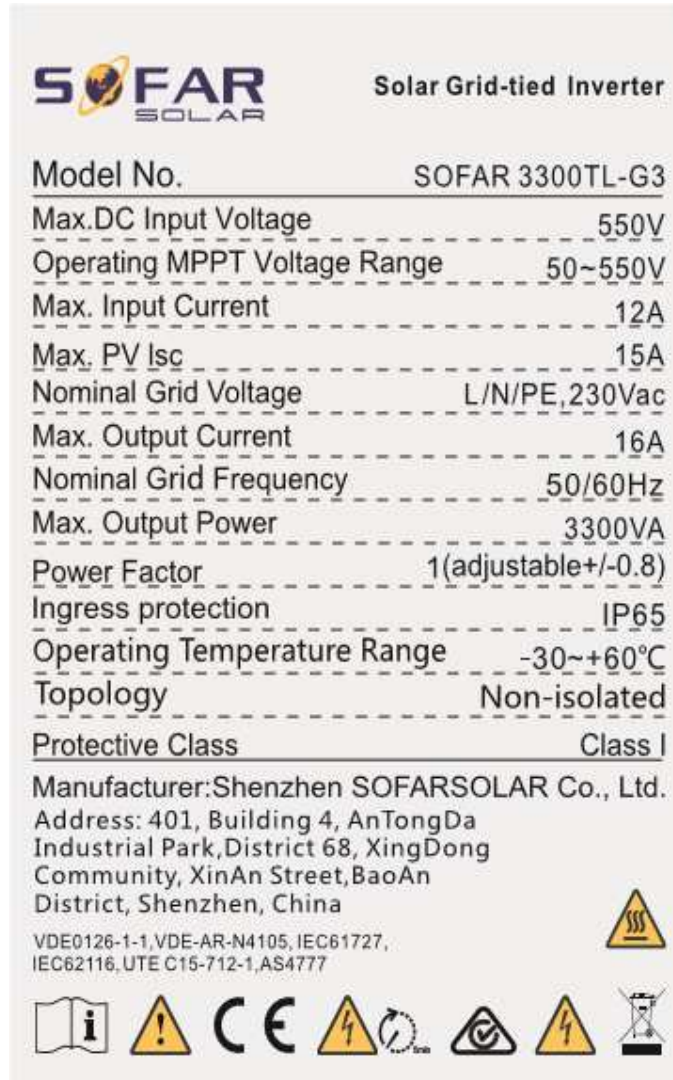 SOFAR
SOLAR
Solar Grid-tied Inverter
Model No. SOFAR 3300TL-G3
Max.DC Input Voltage 550V
Operating MPPT Voltage Range 50~550V
Max. Input Current 12A
Max. PV Isc 15A
Nominal Grid Voltage L/N/PE,230Vac
Max. Output Current 16A
Nominal Grid Frequency 50/60Hz
Max. Output Power 3300VA
Power Factor 1(adjustable+/-0.8)
Ingress protection IP65
Operating Temperature Range -30~+60℃
Topology Non-isolated
Protective Class Class I
Manufacturer:Shenzhen SOFARSOLAR Co., Ltd.
Address: 401, Building 4, AnTongDa
Industrial Park,District 68, XingDong
Community, XinAn Street,BaoAn
District, Shenzhen, China
VDE0126-1-1,VDE-AR-N4105, IEC61727,
IEC62116,UTE C15-712-1,AS4777
i ! CE 5min